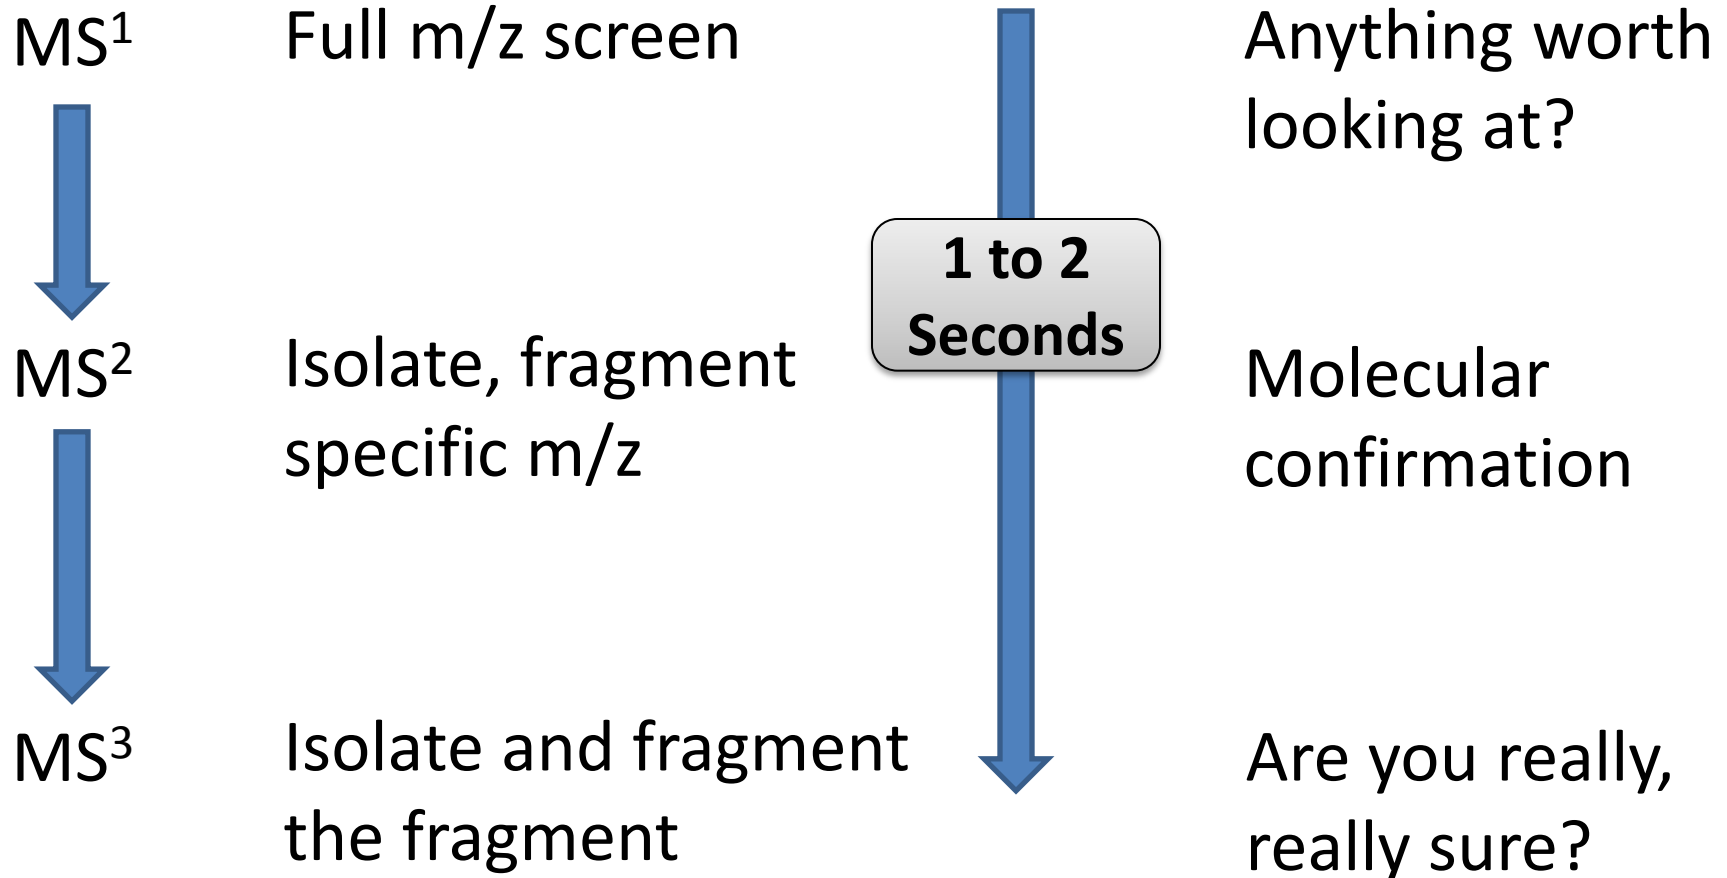 MS¹
Full m/z screen
Anything worth
looking at?
1 to 2
Seconds
MS²
Isolate, fragment
specific m/z
Molecular
confirmation
MS³
Isolate and fragment
the fragment
Are you really,
really sure?